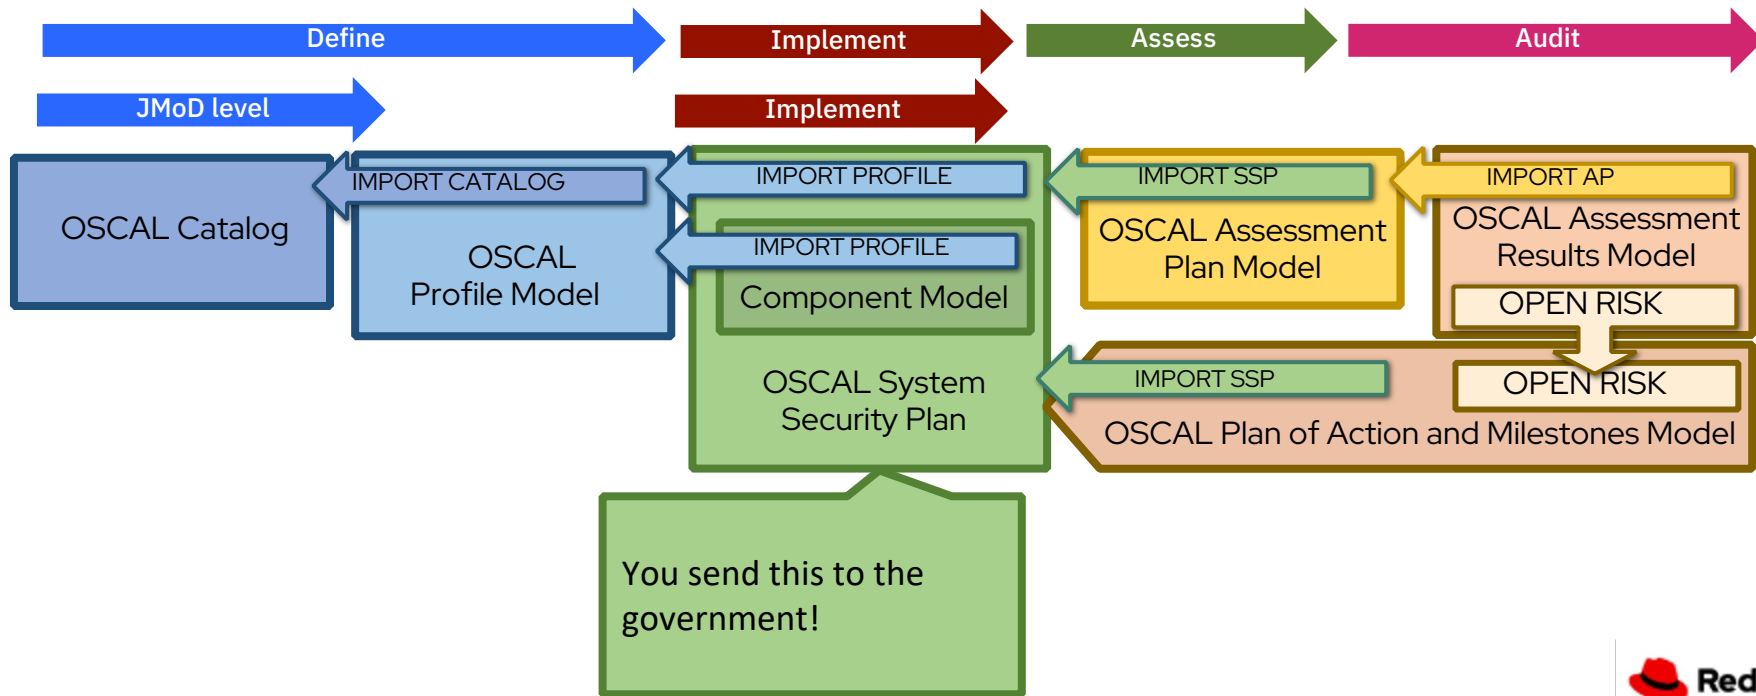 Define
Implement
Assess
Audit
JMoD level
Implement
IMPORT CATALOG
IMPORT PROFILE
IMPORT SSP
IMPORT AP
OSCAL Catalog
OSCAL
Profile Model
IMPORT PROFILE
Component Model
OSCAL System
Security Plan
OSCAL Assessment
Plan Model
OSCAL Assessment
Results Model
OPEN RISK
IMPORT SSP
OPEN RISK
OSCAL Plan of Action and Milestones Model
You send this to the
government!
Red